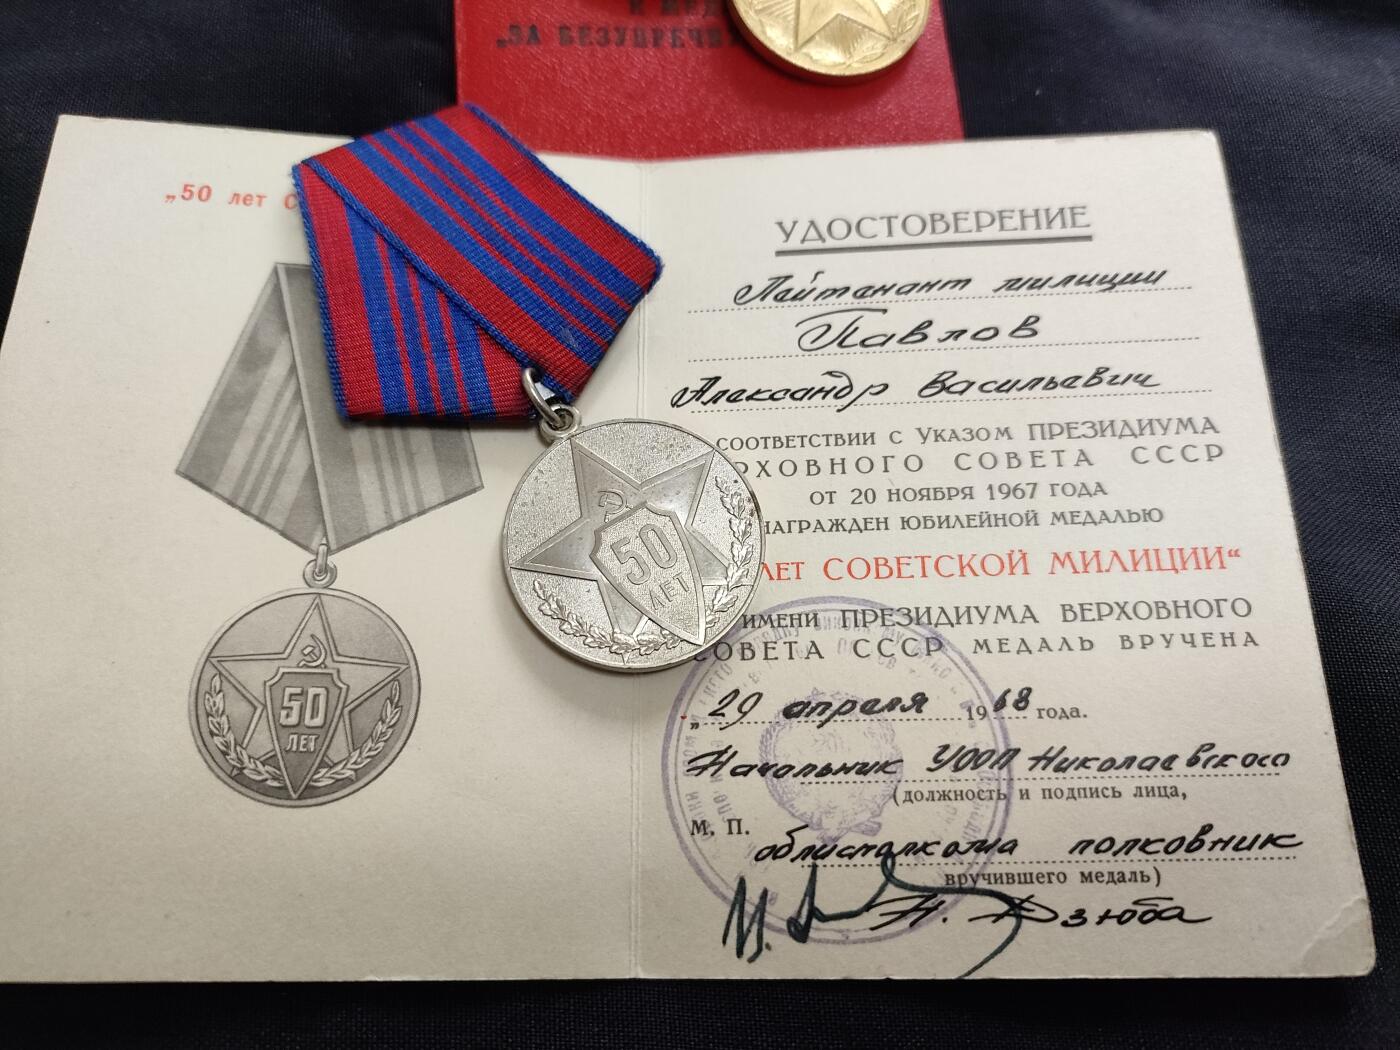 „ЗА БЕЗУПРЕЧН
„50 лет С
50
ЛЕТ
50
ЛЕТ
УДОСТОВЕРЕНИЕ
Лейтенант милиции
Павлов
Александр Васильевич
СООТВЕТСТВИИ С УКАЗОМ ПРЕЗИДИУМА
РХОВНОГО СОВЕТА СССР
ОТ 20 НОЯБРЯ 1967 ГОДА
НАГРАЖДЕН ЮБИЛЕЙНОЙ МЕДАЛЬЮ
ЛЕТ СОВЕТСКОЙ МИЛИЦИИ“
ИМЕНИ ПРЕЗИДИУМА ВЕРХОВНОГО
СОВЕТА СССР МЕДАЛЬ ВРУЧЕНА
„29 апреля 1968 года.
Начальник УООП Николаевского
(должность и подпись лица,
М. П.
облисполкома полковник
вручившего медаль)
Н. Дзюба